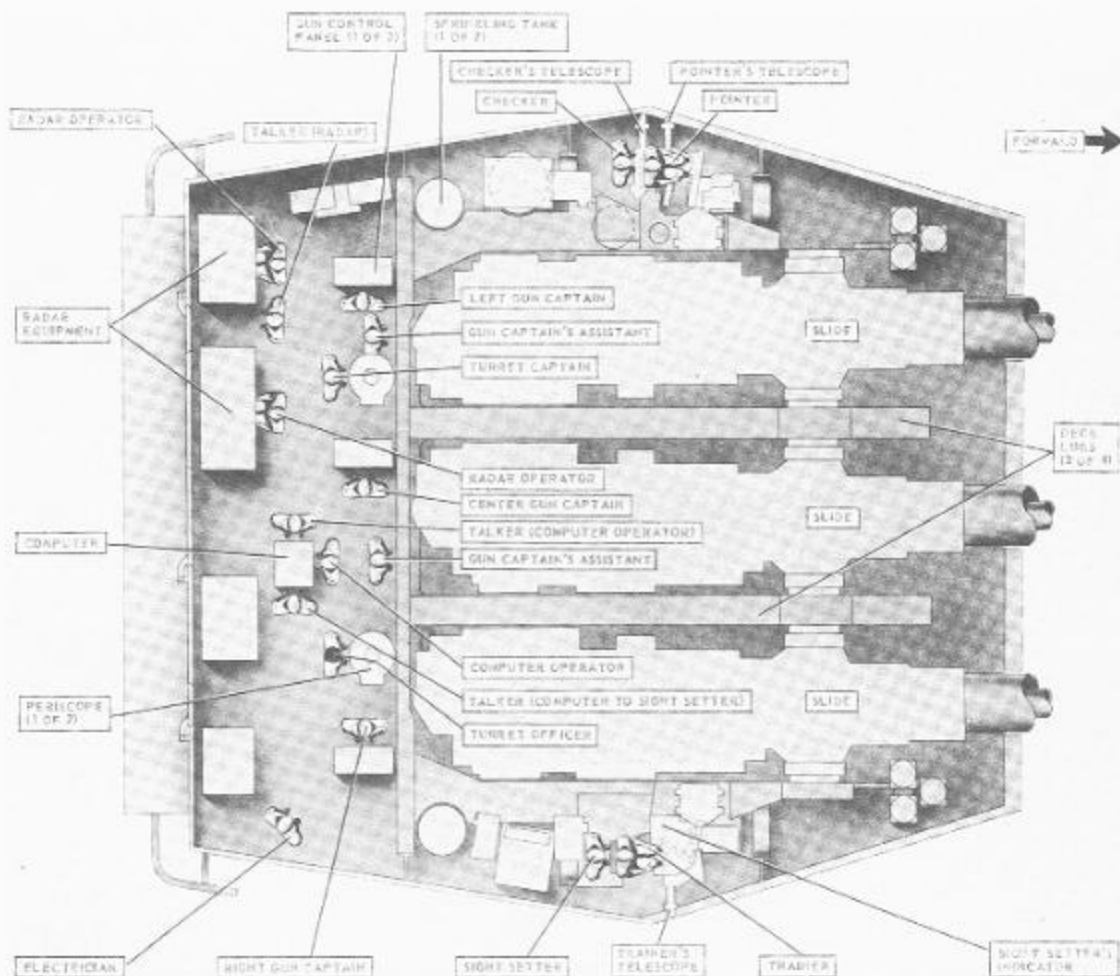 GUN CONTROL
PANEL (1 OF 3)
SPRINKLING TANK
(1 OF 2)
CHECKER'S TELESCOPE
POINTER'S TELESCOPE
CHECKER
POINTER
RADAR OPERATOR
TALKER (RADAR)
FORWARD
LEFT GUN CAPTAIN
RADAR
EQUIPMENT
GUN CAPTAIN'S ASSISTANT
SLIDE
TURRET CAPTAIN
DECK
LUGS
RADAR OPERATOR
CENTER GUN CAPTAIN
SLIDE
TALKER (COMPUTER OPERATOR)
COMPUTER
GUN CAPTAIN'S ASSISTANT
COMPUTER OPERATOR
TALKER (COMPUTER TO SIGHT SETTER)
SLIDE
PERISCOPE
(1 OF 2)
TURRET OFFICER
ELECTRICIAN
RIGHT GUN CAPTAIN
SIGHT SETTER
TRAINER'S
TELESCOPE
TRAINER
SIGHT SETTER'S
INDICATOR